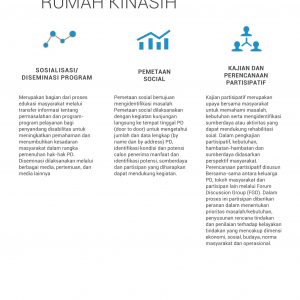 RUMAH KINASIH
SOSIALISASI/
DISEMINASI PROGRAM
Merupakan bagian dari proses
edukasi masyarakat melalui
transfer informasi tentang
permasalahan dan program-
program pelayanan bagi
penyandang disabilitas untuk
meningkatkan pemahaman dan
menumbuhkan kesadaran
masyarakat dalam rangka
pemenuhan hak-hak PD.
Diseminasi dilaksanakan melalui
berbagai media, pertemuan, dan
media lainnya
PEMETAAN
SOSIAL
Pemetaan sosial bertujuan
mengidentifikasi masalah.
Pemetaan sosial dilaksanakan
dengan kegiatan kunjungan
langsung ke tempat tinggal PD
(door to door) untuk mengetahui
jumlah dan data lengkap (by
name dan by address) PD,
identifikasi kondisi dan potensi
calon penerima manfaat dan
identifikasi potensi, sumberdaya
dan partisipasi yang diharapkan
dapat mendukung kegiatan.
KAJIAN DAN
PERENCANAAN
PARTISIPATIF
Kajian partisipatif merupakan
upaya bersama masyarakat
untuk memahami masalah,
kebutuhan serta mengidentifikasi
sumberdaya atau aktivitas yang
dapat mendukung rehabilitasi
sosial. Dalam pengkajian
partisipatif, kebutuhan,
hambatan-hambatan dan
sumberdaya didasarkan
perspektif masyarakat.
Perencanaan partisipatif disusun
Bersama-sama antara keluarga
PD, tokoh masyarakat dan
partisipan lain melalui Forum
Discussion Group (FGD). Dalam
proses ini partisipan diberikan
peranan dalam menentukan
prioritas masalah/kebutuhan,
penyusunan rencana tindakan
dan penilaian terhadap kelayakan
tindakan yang mencakup dimensi
ekonomi, sosial, budaya, norma
masyarakat dan operasional.